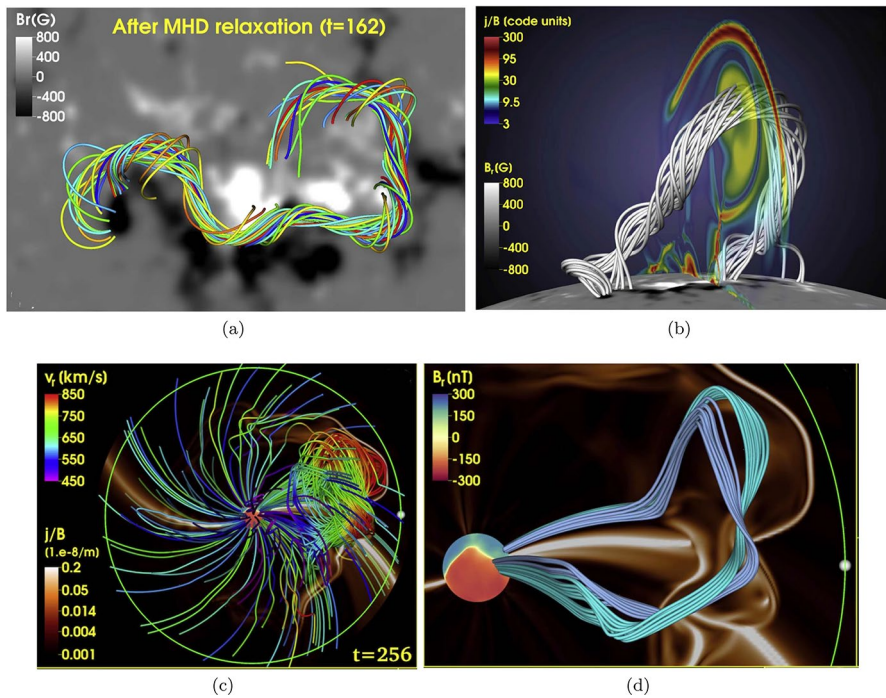 Br(G)
After MHD relaxation (t=162)
800
400
0
-400
-800
(a)
j/B (code units)
300
95
30
9.5
3
Br(G)
800
400
0
-400
-800
(b)
vr (km/s)
850
750
650
550
450
j/B
(1.e-8/m)
0.2
0.05
0.014
0.004
0.001
t=256
(c)
Br(nT)
300
150
0
-150
-300
(d)